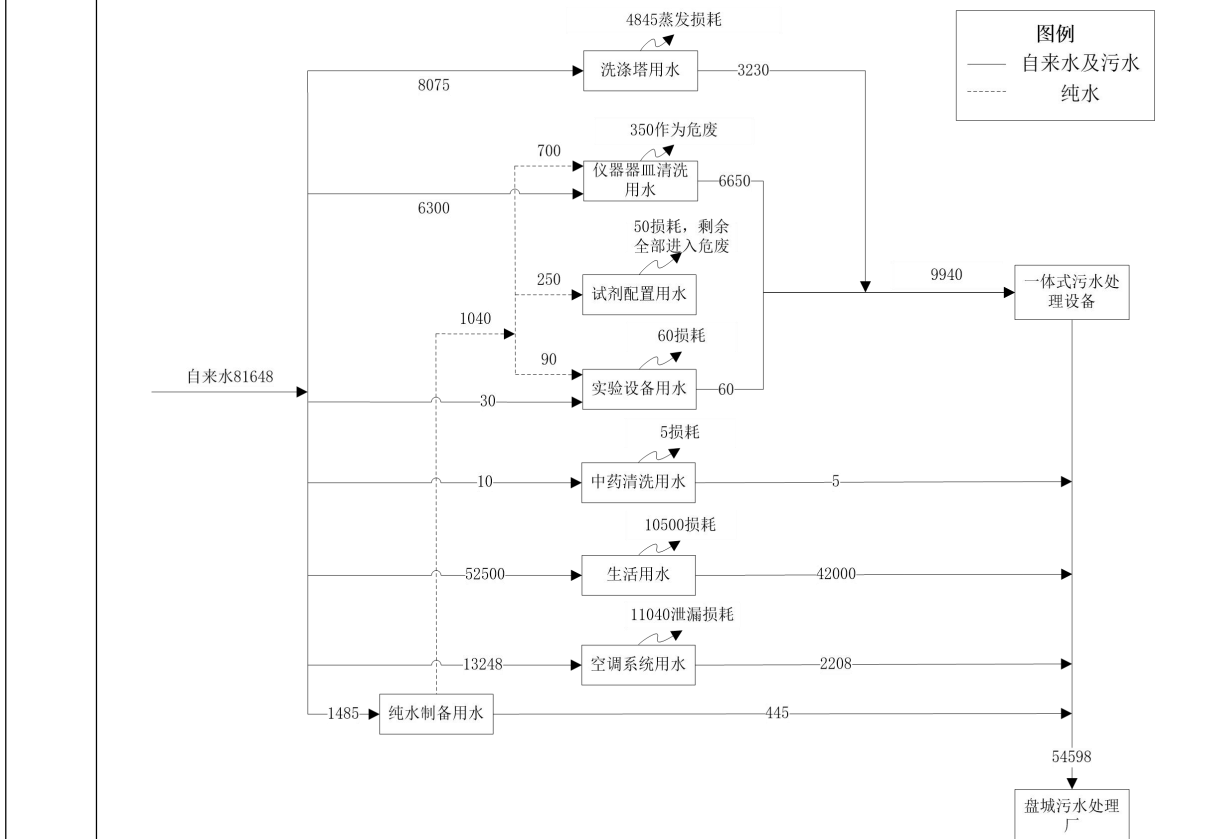 4845蒸发损耗
图例
自来水及污水
纯水
洗涤塔用水
3230
8075
350作为危废
700
仪器器皿清洗
用水
6650
6300
50损耗，剩余
全部进入危废
250
试剂配置用水
9940
一体式污水处
理设备
1040
60损耗
90
实验设备用水
60
自来水81648
30
5损耗
10
中药清洗用水
5
10500损耗
52500
生活用水
42000
11040泄漏损耗
13248
空调系统用水
2208
1485
纯水制备用水
445
54598
盘城污水处理
厂